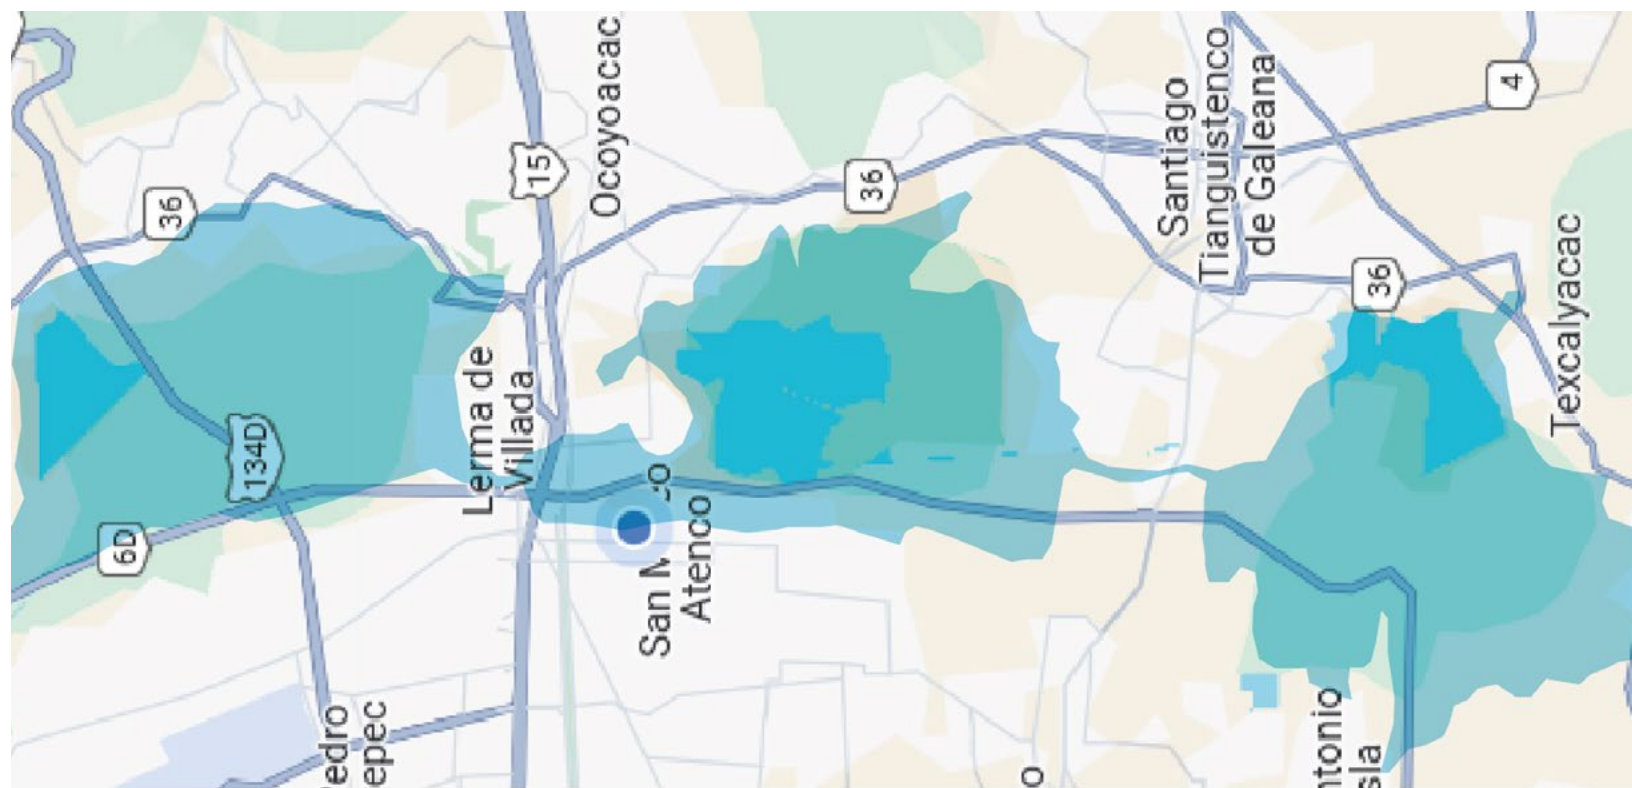 36
134D
6D
15
Ocoyoacac
Lerma de
Villada
Atenco
36
Santiago
Tianguistenco
de Galeana
4
36
Texcalyacac